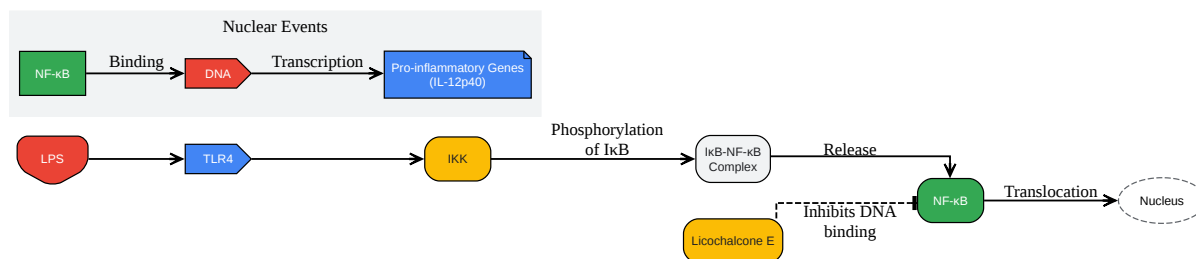 Nuclear Events
NF-κB
Binding
DNA
Transcription
Pro-inflammatory Genes
(IL-12p40)
LPS
TLR4
IKK
Phosphorylation
of IκB
IκB-NF-κB
Complex
Release
NF-κB
Translocation
Nucleus
Inhibits DNA
binding
Licochalcone E